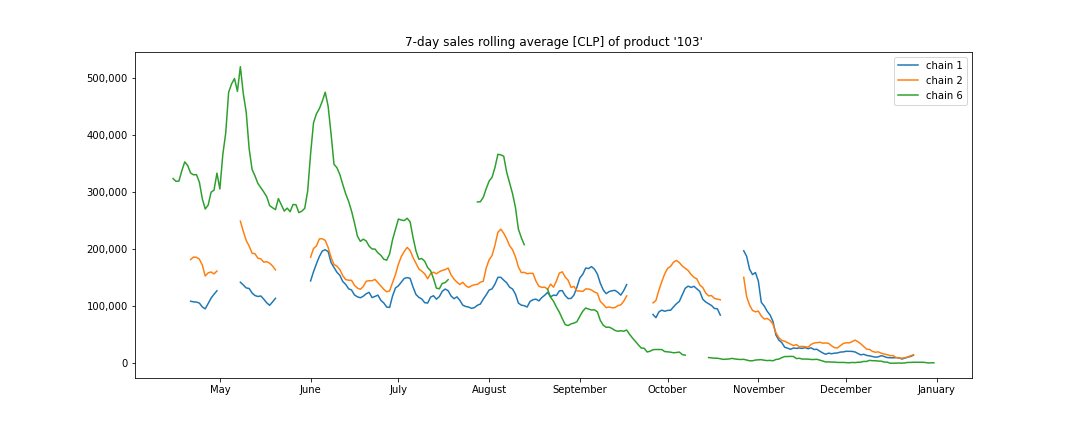 7-day sales rolling average [CLP] of product '103'
chain 1
chain 2
chain 6
500,000
400,000
300,000
200,000
100,000
0
May June July August September October November December January